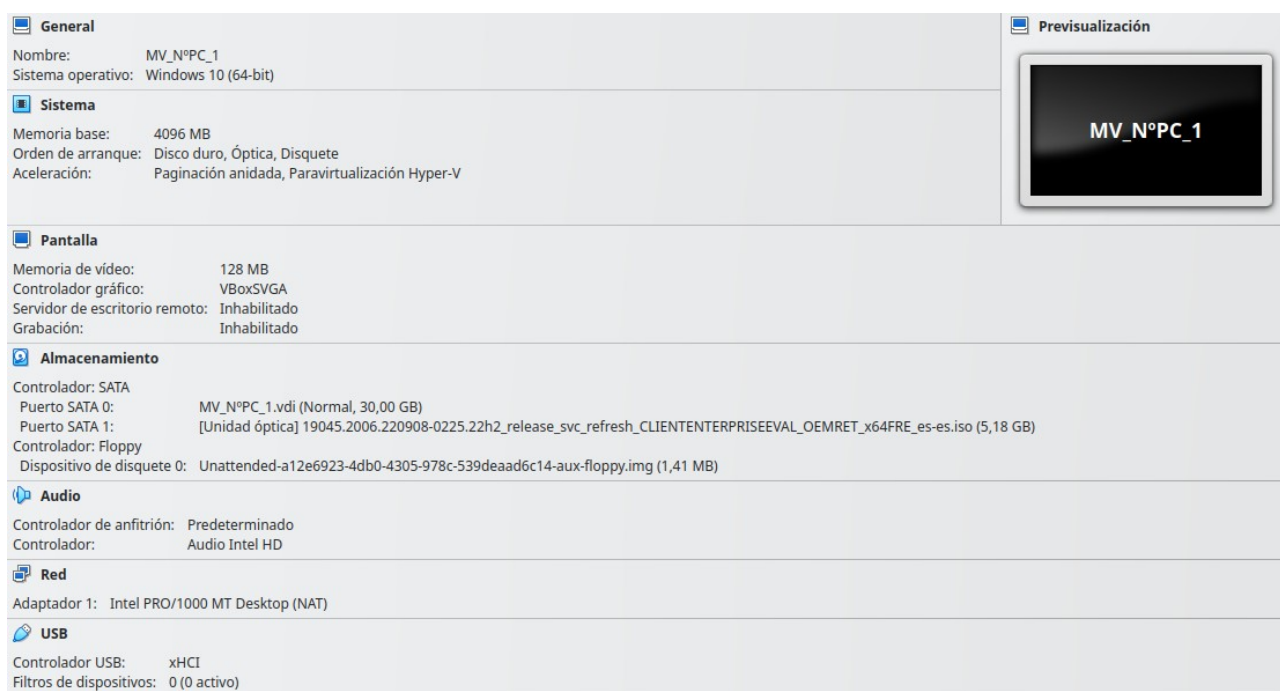 General
Nombre: MV_NºPC_1
Sistema operativo: Windows 10 (64-bit)
Previsualización
MV_NºPC_1
Sistema
Memoria base: 4096 MB
Orden de arranque: Disco duro, Óptica, Disquete
Aceleración: Paginación anidada, Paravirtualización Hyper-V
Pantalla
Memoria de vídeo: 128 MB
Controlador gráfico: VBoxSVGA
Servidor de escritorio remoto: Inhabilitado
Grabación: Inhabilitado
Almacenamiento
Controlador: SATA
Puerto SATA 0: MV_NºPC_1.vdi (Normal, 30,00 GB)
Puerto SATA 1: [Unidad óptica] 19045.2006.220908-0225.22h2_release_svc_refresh_CLIENTENTERPRISEEVAL_OEMRET_x64FRE_es-es.iso (5,18 GB)
Controlador: Floppy
Dispositivo de disquete 0: Unattended-a12e6923-4db0-4305-978c-539deaad6c14-aux-floppy.img (1,41 MB)
Audio
Controlador de anfitrión: Predeterminado
Controlador: Audio Intel HD
Red
Adaptador 1: Intel PRO/1000 MT Desktop (NAT)
USB
Controlador USB: xHCI
Filtros de dispositivos: 0 (0 activo)